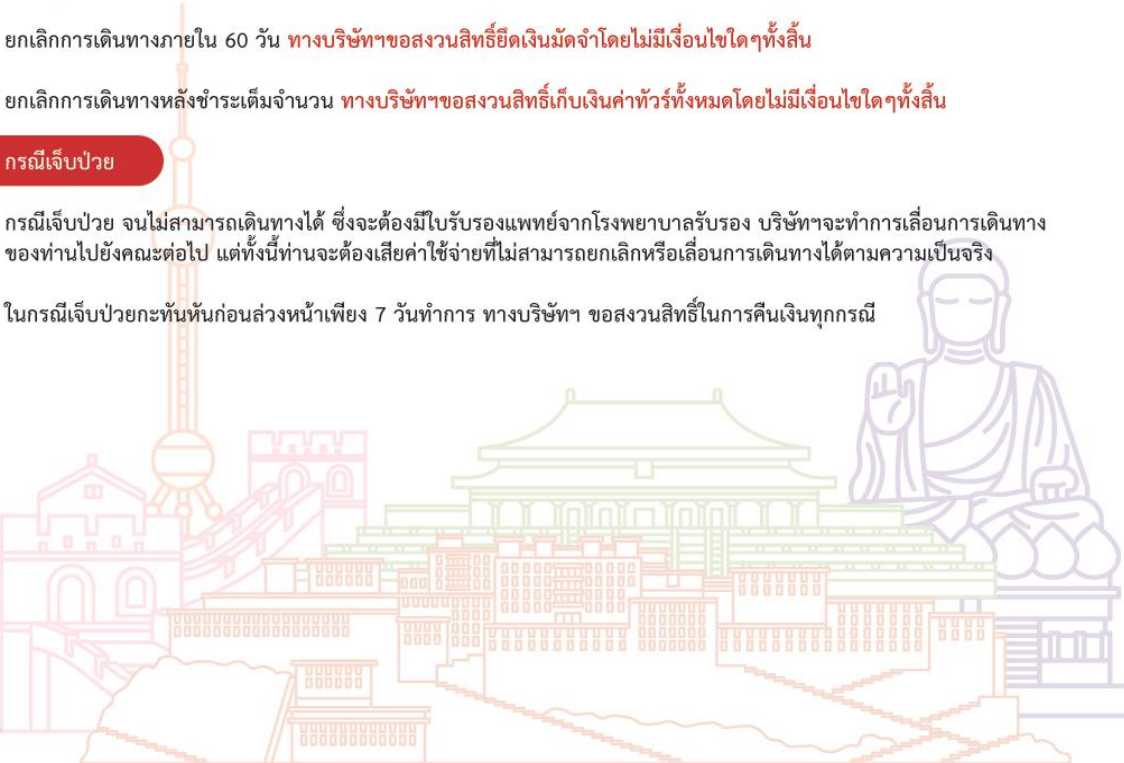 ยกเลิกการเดินทางภายใน 60 วัน ทางบริษัทฯขอสงวนสิทธิ์ยึดเงินมัดจำโดยไม่มีเงื่อนไขใดๆทั้งสิ้น
ยกเลิกการเดินทางหลังชำระเต็มจำนวน ทางบริษัทฯขอสงวนสิทธิ์เก็บเงินค่าทัวร์ทั้งหมดโดยไม่มีเงื่อนไขใดๆทั้งสิ้น
กรณีเจ็บป่วย
กรณีเจ็บป่วย จนไม่สามารถเดินทางได้ ซึ่งจะต้องมีใบรับรองแพทย์จากโรงพยาบาลรับรอง บริษัทฯจะทำการเลื่อนการเดินทาง
ของท่านไปยังคณะต่อไป แต่ทั้งนี้ท่านจะต้องเสียค่าใช้จ่ายที่ไม่สามารถยกเลิกหรือเลื่อนการเดินทางได้ตามความเป็นจริง
ในกรณีเจ็บป่วยกะทันหันก่อนล่วงหน้าเพียง 7 วันทำการ ทางบริษัทฯ ขอสงวนสิทธิ์ในการคืนเงินทุกกรณี